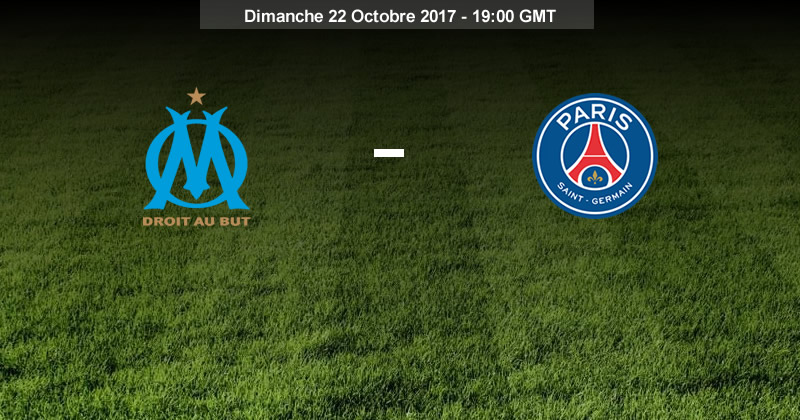 Dimanche 22 Octobre 2017 - 19:00 GMT
-
DROIT AU BUT
PARIS
SAINT - GERMAIN